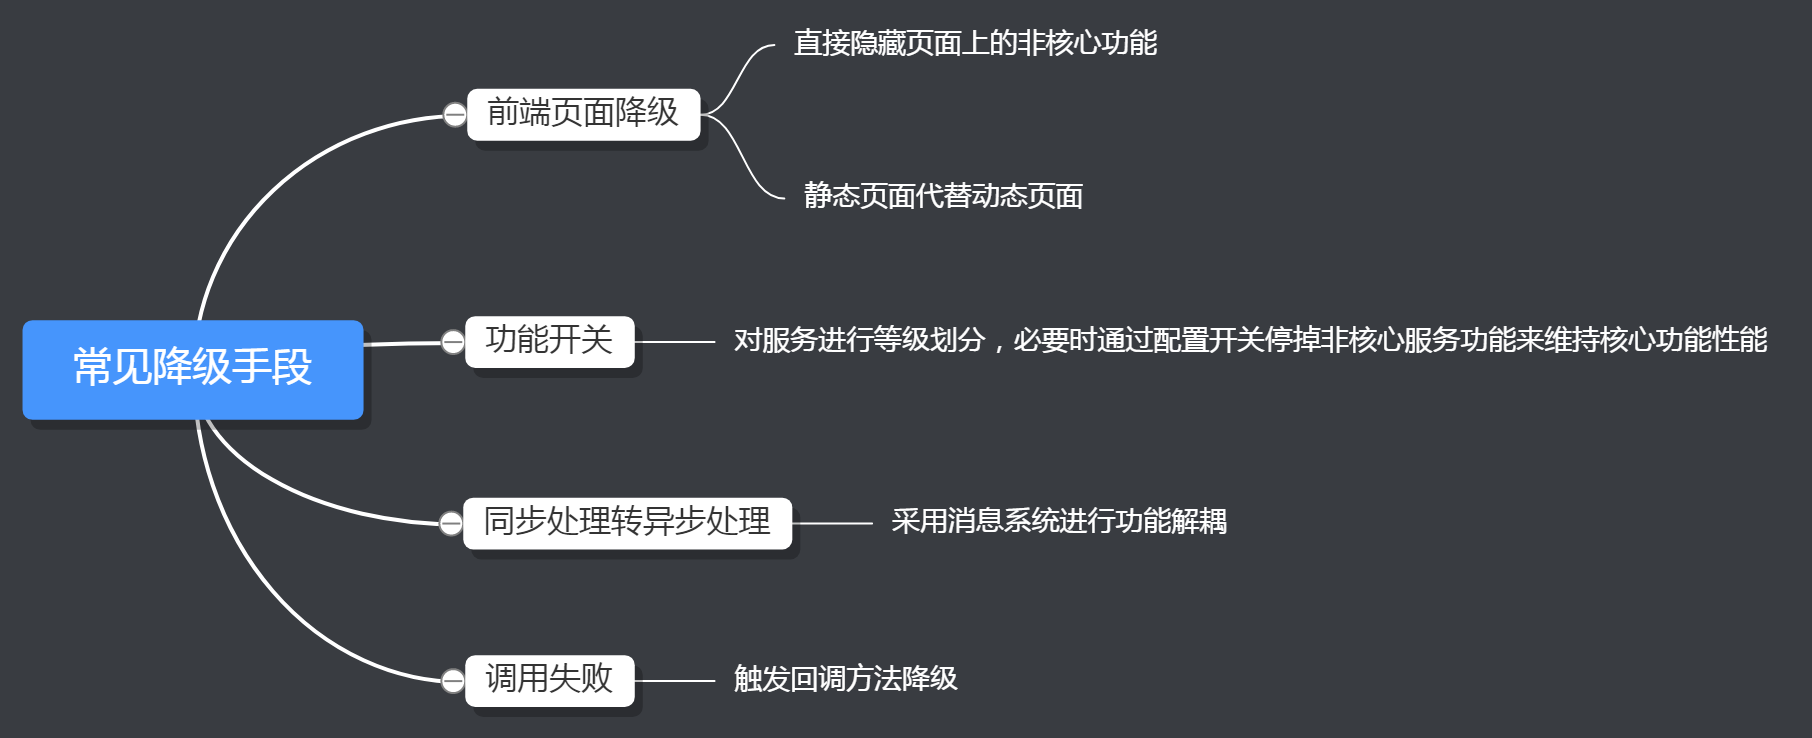 常见降级手段
前端页面降级
直接隐藏页面上的非核心功能
静态页面代替动态页面
功能开关
对服务进行等级划分，必要时通过配置开关停掉非核心服务功能来维持核心功能性能
同步处理转异步处理
采用消息系统进行功能解耦
调用失败
触发回调方法降级